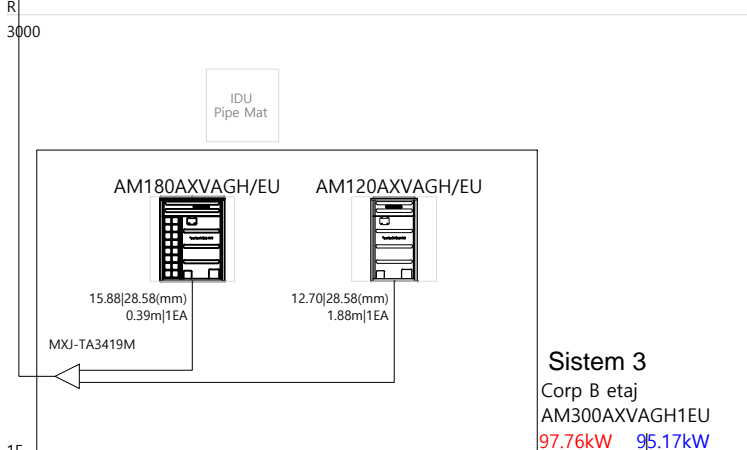 R
3000
IDU
Pipe Mat
AM180AXVAGH/EU
AM120AXVAGH/EU
15.88|28.58(mm)
0.39m|1EA
12.70|28.58(mm)
1.88m|1EA
MXJ-TA3419M
Sistem 3
Corp B etaj
AM300AXVAGH1EU
97.76kW 95.17kW